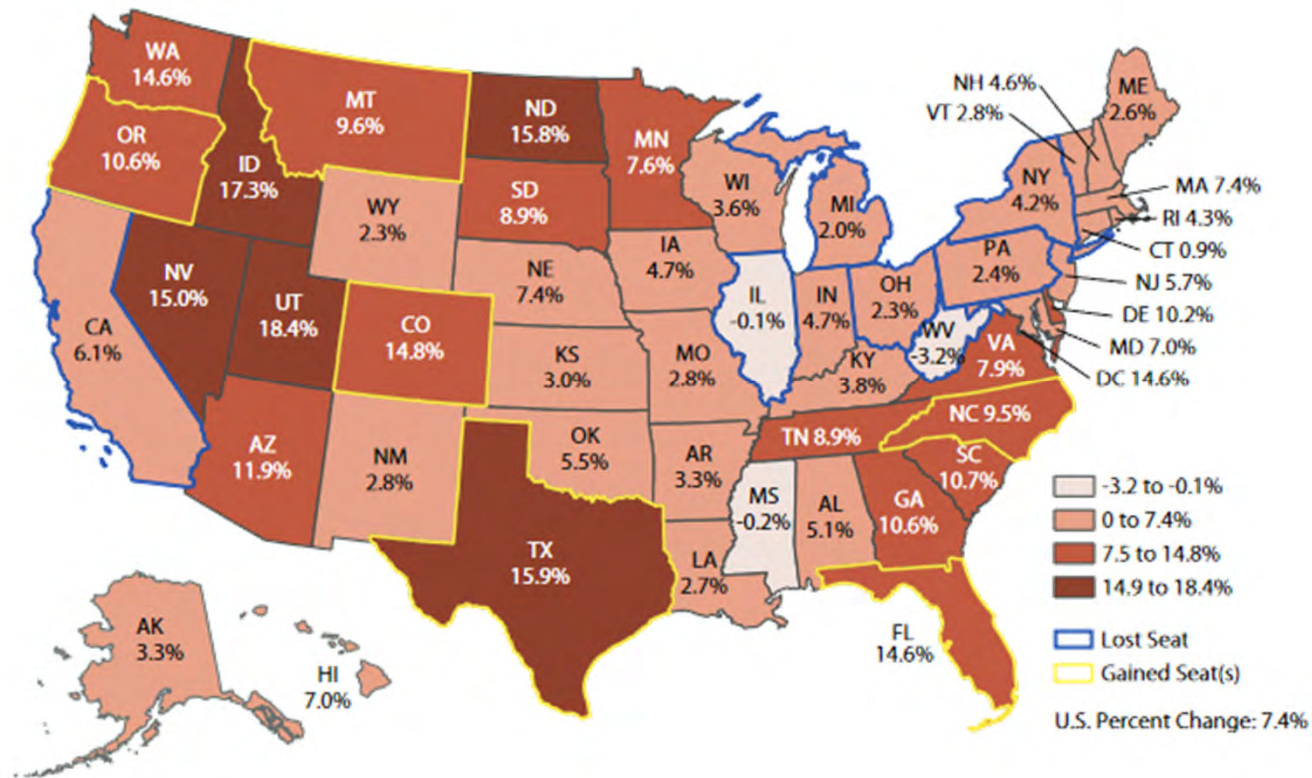 WA
14.6%
OR
10.6%
MT
9.6%
ID
17.3%
ND
15.8%
MN
7.6%
SD
8.9%
WY
2.3%
NV
15.0%
UT
18.4%
CA
6.1%
CO
14.8%
NE
7.4%
IA
4.7%
WI
3.6%
MI
2.0%
IL
-0.1%
IN
4.7%
OH
2.3%
PA
2.4%
NY
4.2%
NH 4.6%
VT 2.8%
ME
2.6%
MA 7.4%
RI 4.3%
CT 0.9%
NJ 5.7%
DE 10.2%
MD 7.0%
DC 14.6%
WV
-3.2%
VA
7.9%
KS
3.0%
MO
2.8%
KY
3.8%
NC 9.5%
TN 8.9%
SC
10.7%
AZ
11.9%
NM
2.8%
OK
5.5%
AR
3.3%
MS
-0.2%
AL
5.1%
GA
10.6%
TX
15.9%
LA
2.7%
FL
14.6%
AK
3.3%
HI
7.0%
-3.2 to -0.1%
0 to 7.4%
7.5 to 14.8%
14.9 to 18.4%
Lost Seat
Gained Seat(s)
U.S. Percent Change: 7.4%